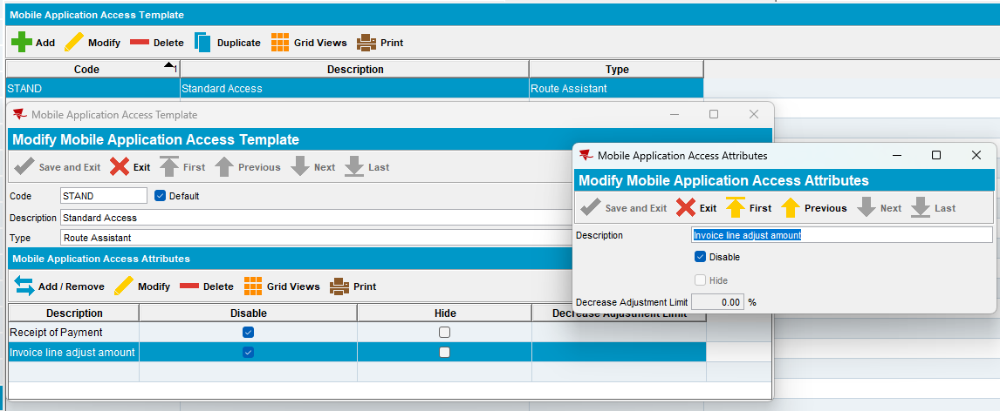 Mobile Application Access Template
Add Modify Delete Duplicate Grid Views Print
Code 1 Description Type
STAND Standard Access Route Assistant
Mobile Application Access Template
Modify Mobile Application Access Template
Save and Exit Exit First Previous Next Last
Code STAND Default
Description Standard Access
Type Route Assistant
Mobile Application Access Attributes
Add / Remove Modify Delete Grid Views Print
Description Disable Hide Decrease Adjustment Limit
Receipt of Payment
Invoice line adjust amount
Mobile Application Access Attributes
Modify Mobile Application Access Attributes
Save and Exit Exit First Previous Next Last
Description Invoice line adjust amount
Disable
Hide
Decrease Adjustment Limit 0.00 %